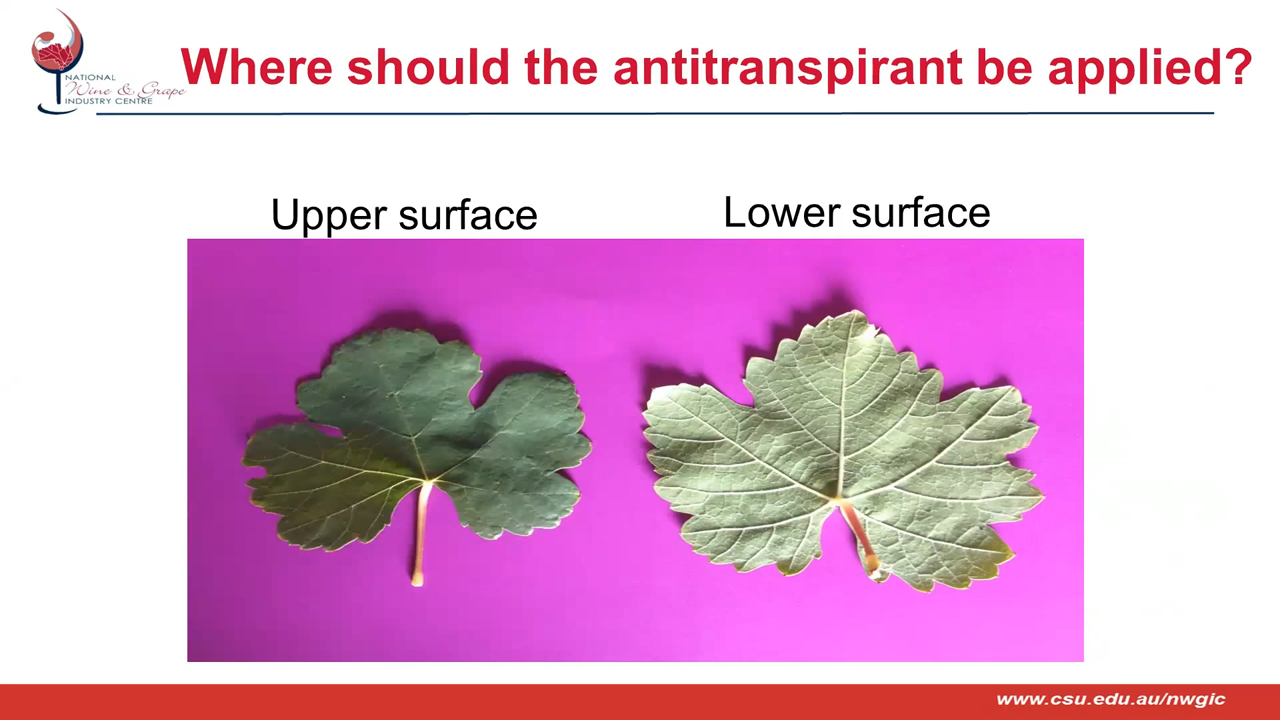 Where should the antitranspirant be applied?
NATIONAL
Wine & Grape
INDUSTRY CENTRE
Upper surface
Lower surface
www.csu.edu.au/nwgic